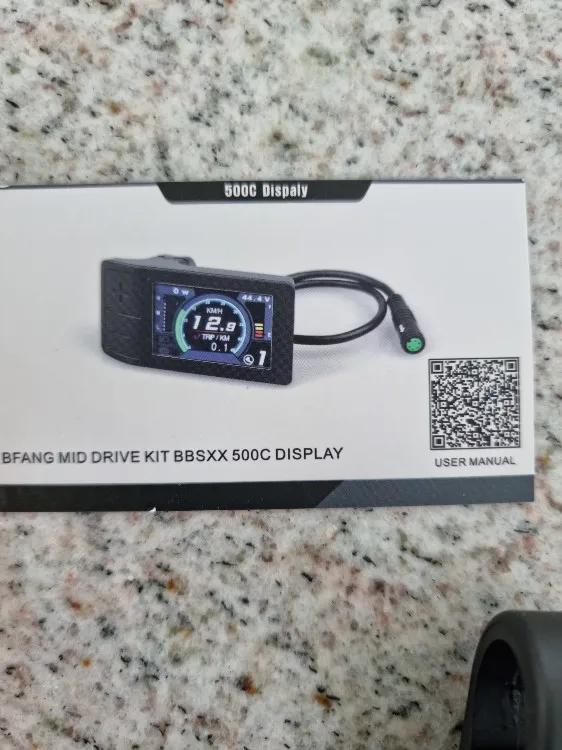 500C Dispaly
0 W
44.4 V
KM/H
12.9
TRIP / KM
0.1
1
BFANG MID DRIVE KIT BBSXX 500C DISPLAY
USER MANUAL